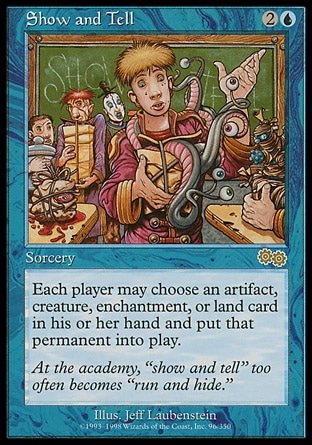 Show and Tell 2
SHOW TE
Sorcery
Each player may choose an artifact,
creature, enchantment, or land card
in his or her hand and put that
permanent into play.
At the academy, “show and tell” too
often becomes “run and hide.”
Illus. Jeff Laubenstein
©1993-1998 Wizards of the Coast, Inc. 96/350